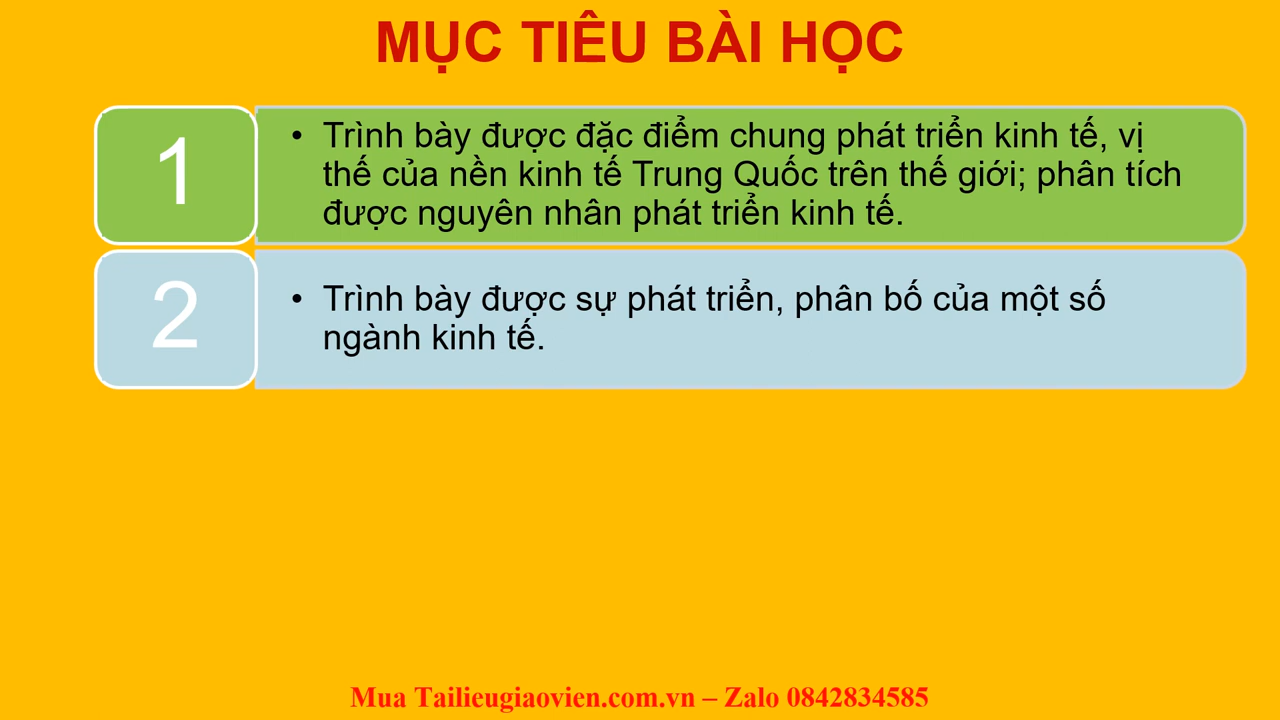 MỤC TIÊU BÀI HỌC
1
• Trình bày được đặc điểm chung phát triển kinh tế, vị
thế của nền kinh tế Trung Quốc trên thế giới; phân tích
được nguyên nhân phát triển kinh tế.
2
• Trình bày được sự phát triển, phân bố của một số
ngành kinh tế.
Mua Tailieugiaovien.com.vn – Zalo 0842834585